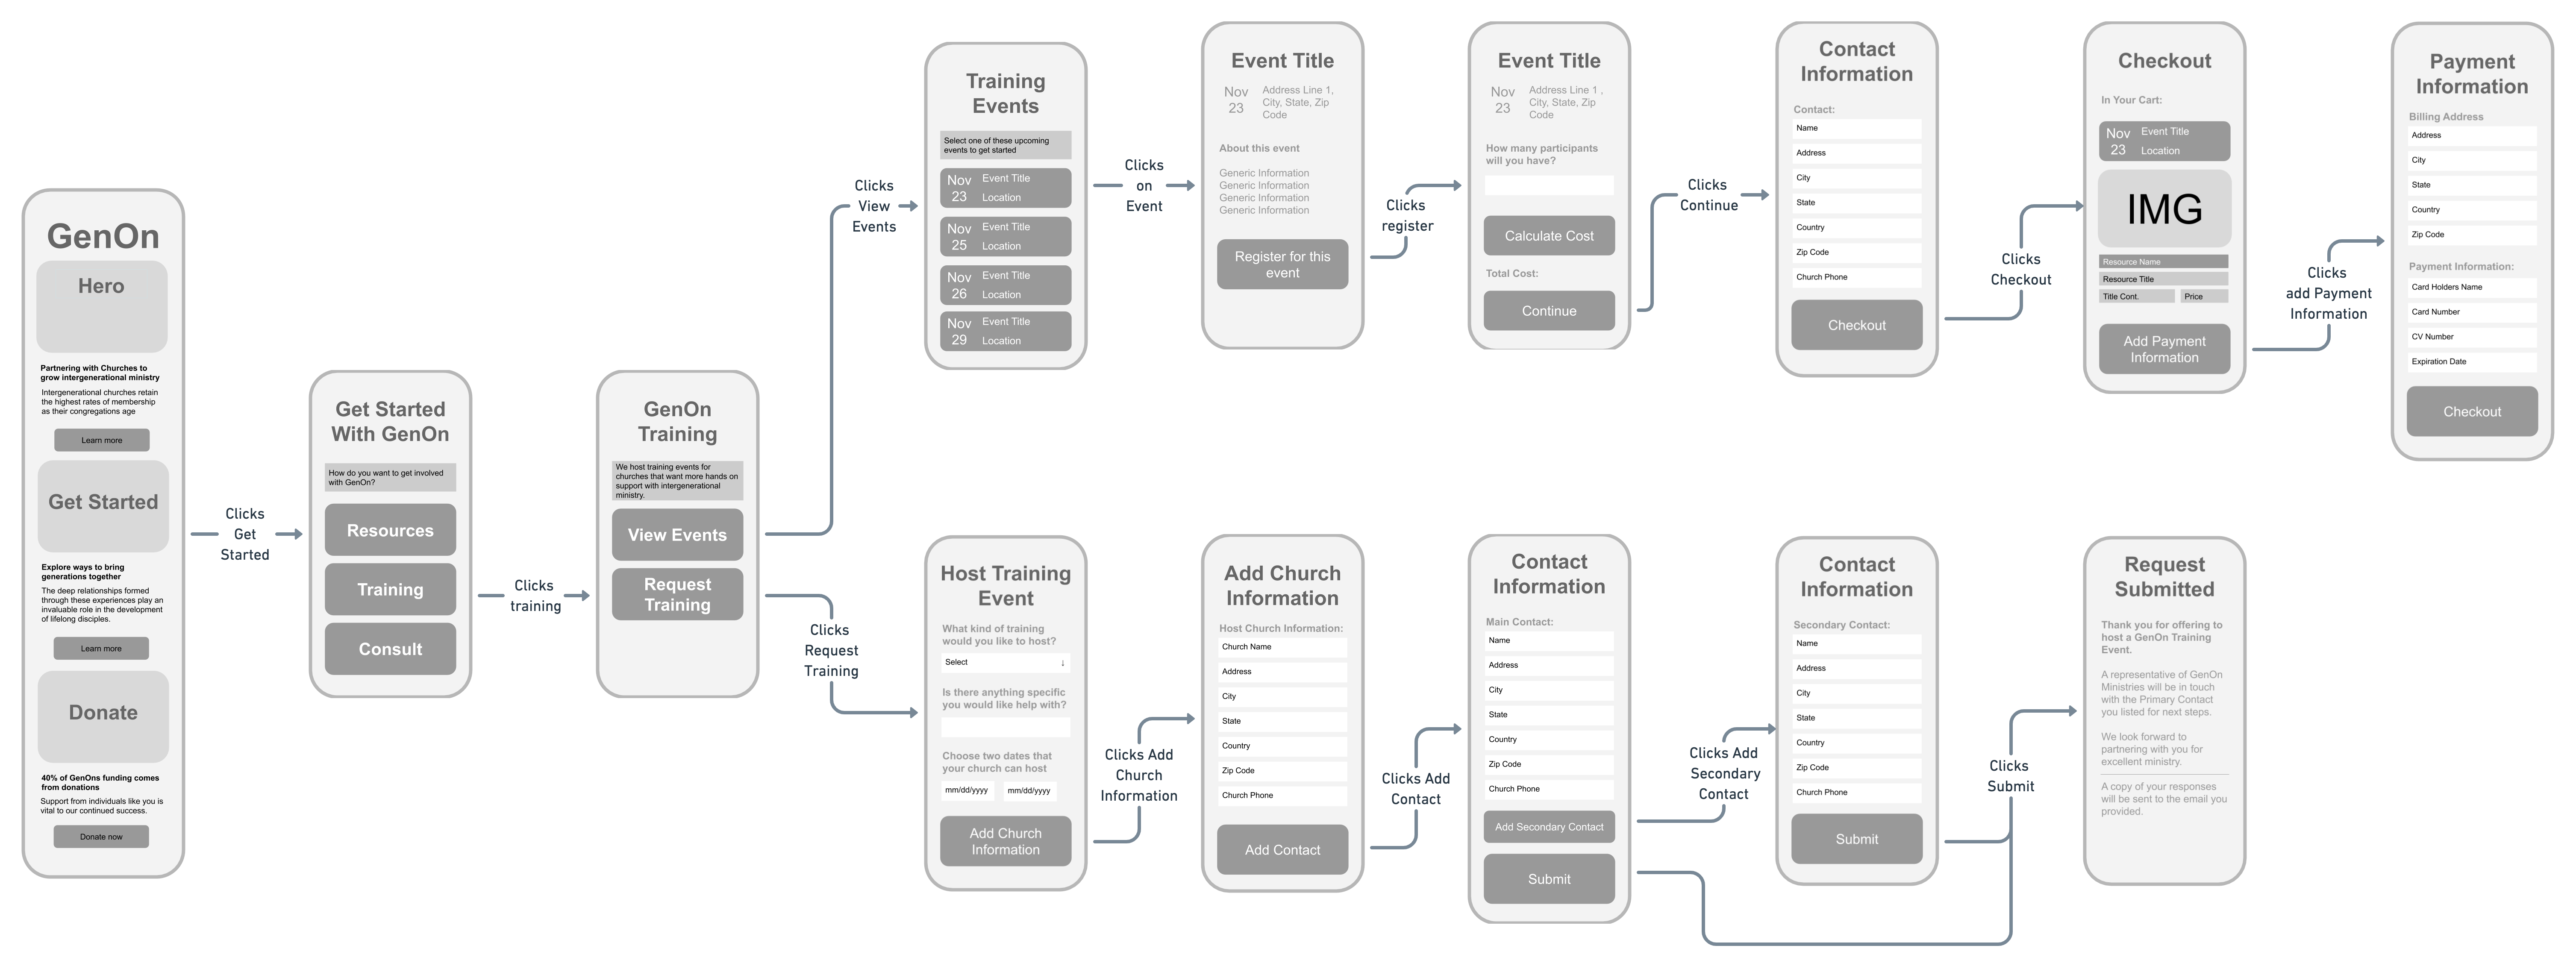 GenOn
Hero
Partnering with Churches to
grow intergenerational ministry
Intergenerational churches retain
the highest rates of membership
as their congregations age
Learn more
Get Started
Explore ways to bring
generations together
The deep relationships formed
through these experiences play an
invaluable role in the development
of lifelong disciples.
Learn more
Donate
40% of GenOns funding comes
from donations
Support from individuals like you is
vital to our continued success.
Donate now
Clicks
Get
Started
Get Started
With GenOn
How do you want to get involved
with GenOn?
Resources
Training
Consult
Clicks
training
GenOn
Training
We host training events for
churches that want more hands on
support with intergenerational
ministry.
View Events
Request
Training
Clicks
View
Events
Training
Events
Select one of these upcoming
events to get started
Nov
23
Event Title
Location
Nov
25
Event Title
Location
Nov
26
Event Title
Location
Nov
29
Event Title
Location
Clicks
on
Event
Event Title
Nov
23
Address Line 1,
City, State, Zip
Code
About this event
Generic Information
Generic Information
Generic Information
Generic Information
Register for this
event
Clicks
register
Event Title
Nov
23
Address Line 1 ,
City, State, Zip
Code
How many participants
will you have?
Calculate Cost
Total Cost:
Continue
Clicks
Continue
Contact
Information
Contact:
Name
Address
City
State
Country
Zip Code
Church Phone
Checkout
Clicks
Checkout
Checkout
In Your Cart:
Nov
23
Event Title
Location
IMG
Resource Name
Resource Title
Title Cont.
Price
Add Payment
Information
Clicks
add Payment
Information
Payment
Information
Billing Address
Address
City
State
Country
Zip Code
Payment Information:
Card Holders Name
Card Number
CV Number
Expiration Date
Checkout
Clicks
Request
Training
Host Training
Event
What kind of training
would you like to host?
Select ↓
Is there anything specific
you would like help with?
Choose two dates that
your church can host
mm/dd/yyyy
mm/dd/yyyy
Add Church
Information
Clicks Add
Church
Information
Add Church
Information
Host Church Information:
Church Name
Address
City
State
Country
Zip Code
Church Phone
Add Contact
Clicks Add
Contact
Contact
Information
Main Contact:
Name
Address
City
State
Country
Zip Code
Church Phone
Add Secondary Contact
Submit
Clicks Add
Secondary
Contact
Contact
Information
Secondary Contact:
Name
Address
City
State
Country
Zip Code
Church Phone
Submit
Clicks
Submit
Request
Submitted
Thank you for offering to
host a GenOn Training
Event.
A representative of GenOn
Ministries will be in touch
with the Primary Contact
you listed for next steps.
We look forward to
partnering with you for
excellent ministry.
A copy of your responses
will be sent to the email you
provided.